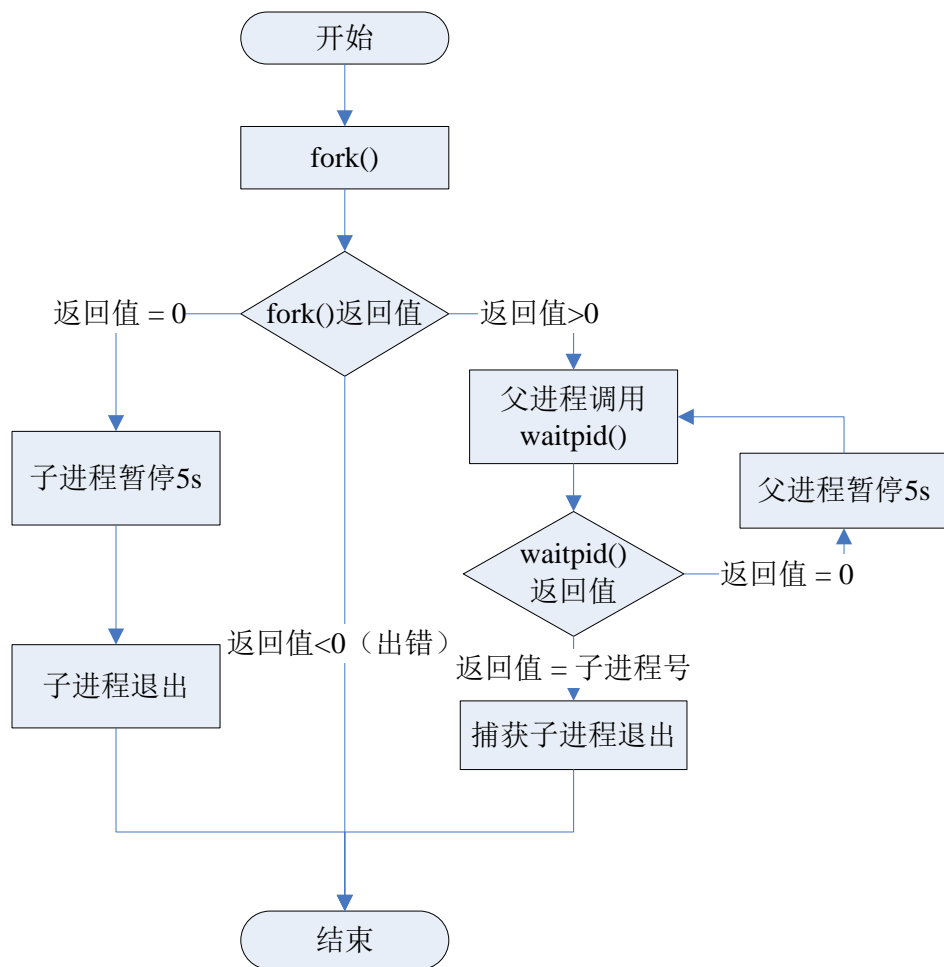 开始
fork()
fork()返回值
返回值 = 0
返回值>0
父进程调用
waitpid()
子进程暂停5s
父进程暂停5s
waitpid()
返回值
返回值 = 0
返回值<0（出错）
返回值 = 子进程号
子进程退出
捕获子进程退出
结束